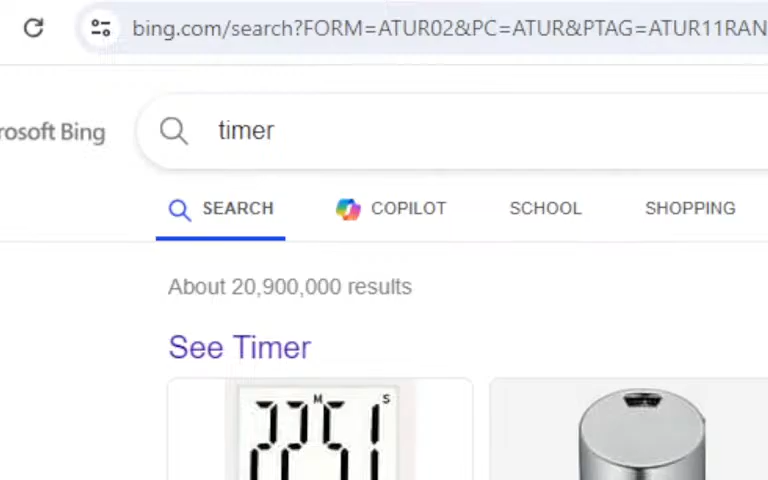 bing.com/search?FORM=ATUR02&PC=ATUR&PTAG=ATUR11RAN
rosoft Bing
timer
SEARCH COPILOT SCHOOL SHOPPING
About 20,900,000 results
See Timer
M S